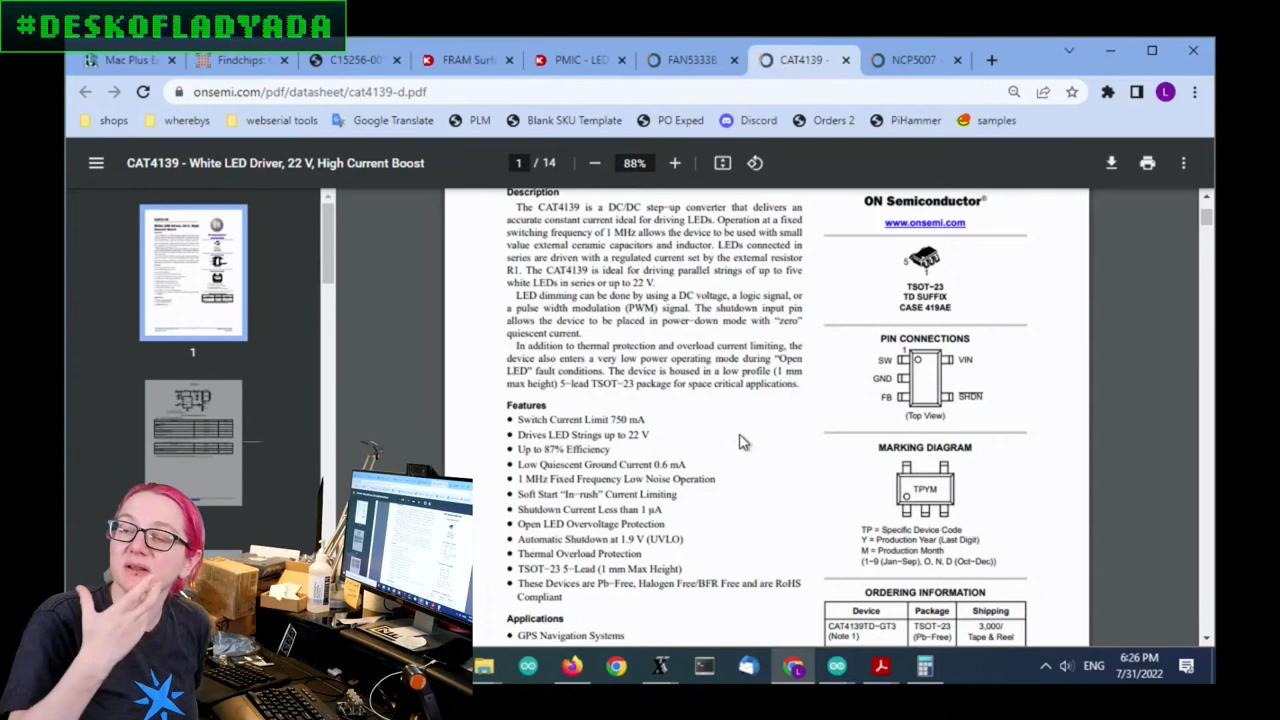 #DESKOFLADYADA
Mac Plus E
Findchips:
C15256-00
FRAM Surf
PMIC - LED
FAN5333B
CAT4139 -
NCP5007 -
onsemi.com/pdf/datasheet/cat4139-d.pdf
L
shops
wherebys
webserial tools
Google Translate
PLM
Blank SKU Template
PO Exped
Discord
Orders 2
PiHammer
samples
CAT4139 - White LED Driver, 22 V, High Current Boost
1 / 14
88%
1
Description
The CAT4139 is a DC/DC step-up converter that delivers an
accurate constant current ideal for driving LEDs. Operation at a fixed
switching frequency of 1 MHz allows the device to be used with small
value external ceramic capacitors and inductor. LEDs connected in
series are driven with a regulated current set by the external resistor
R1. The CAT4139 is ideal for driving parallel strings of up to five
white LEDs in series or up to 22 V.
LED dimming can be done by using a DC voltage, a logic signal, or
a pulse width modulation (PWM) signal. The shutdown input pin
allows the device to be placed in power-down mode with "zero"
quiescent current.
In addition to thermal protection and overload current limiting, the
device also enters a very low power operating mode during "Open
LED" fault conditions. The device is housed in a low profile (1 mm
max height) 5-lead TSOT-23 package for space critical applications.
Features
• Switch Current Limit 750 mA
• Drives LED Strings up to 22 V
• Up to 87% Efficiency
• Low Quiescent Ground Current 0.6 mA
• 1 MHz Fixed Frequency Low Noise Operation
• Soft Start "In-rush" Current Limiting
• Shutdown Current Less than 1 µA
• Open LED Overvoltage Protection
• Automatic Shutdown at 1.9 V (UVLO)
• Thermal Overload Protection
• TSOT-23 5-Lead (1 mm Max Height)
• These Devices are Pb-Free, Halogen Free/BFR Free and are RoHS
Compliant
Applications
• GPS Navigation Systems
ON Semiconductor®
www.onsemi.com
5
1
TSOT-23
TD SUFFIX
CASE 419AE
PIN CONNECTIONS
1
SW
VIN
GND
FB
SHDN
(Top View)
MARKING DIAGRAM
TPYM
TP = Specific Device Code
Y = Production Year (Last Digit)
M = Production Month
(1-9 (Jan-Sep), O, N, D (Oct-Dec))
ORDERING INFORMATION
Device Package Shipping
CAT4139TD-GT3 TSOT-23 3,000/
(Note 1) (Pb-Free) Tape & Reel
ENG
6:26 PM
7/31/2022